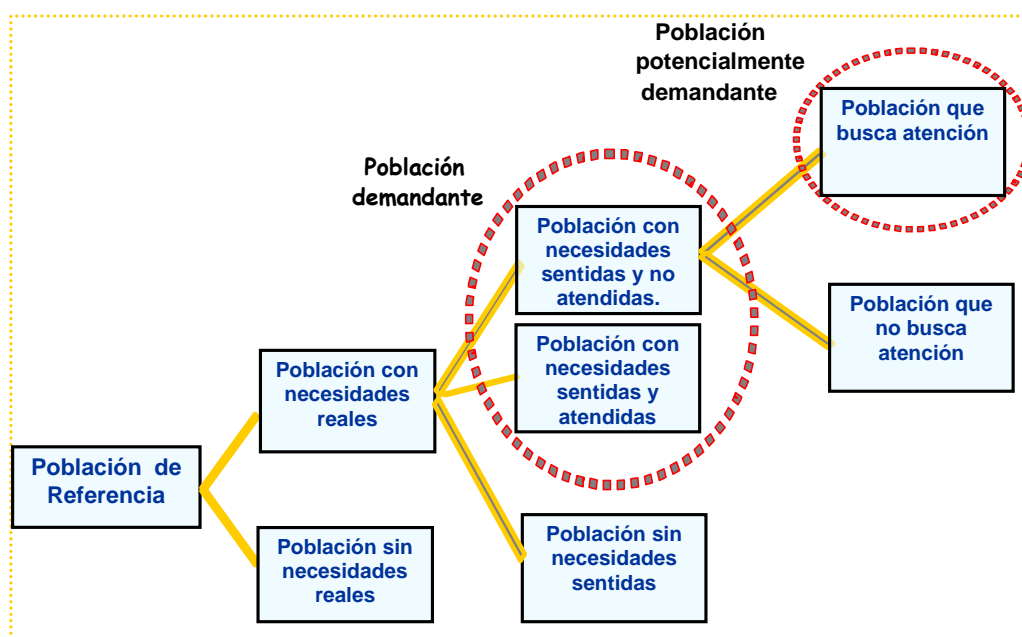 Población
potencialmente
demandante
Población que
busca atención
Población
demandante
Población con
necesidades
sentidas y no
atendidas.
Población que
no busca
atención
Población con
necesidades
sentidas y
atendidas
Población con
necesidades
reales
Población de
Referencia
Población sin
necesidades
reales
Población sin
necesidades
sentidas